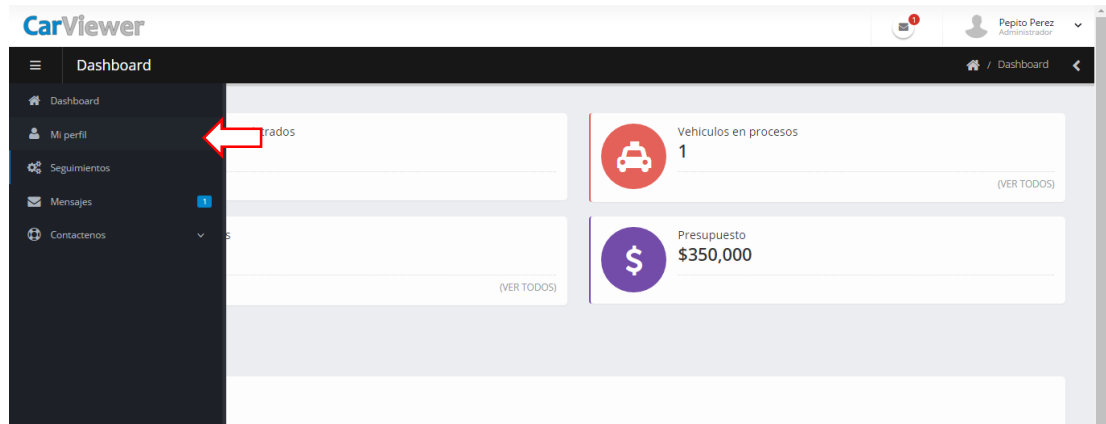 CarViewer
1
Pepito Perez
Administrador
Dashboard
/ Dashboard
Dashboard
Mi perfil
Seguimientos
Mensajes 1
Contactenos
trados
Vehiculos en procesos
1
(VER TODOS)
s
(VER TODOS)
Presupuesto
$350,000